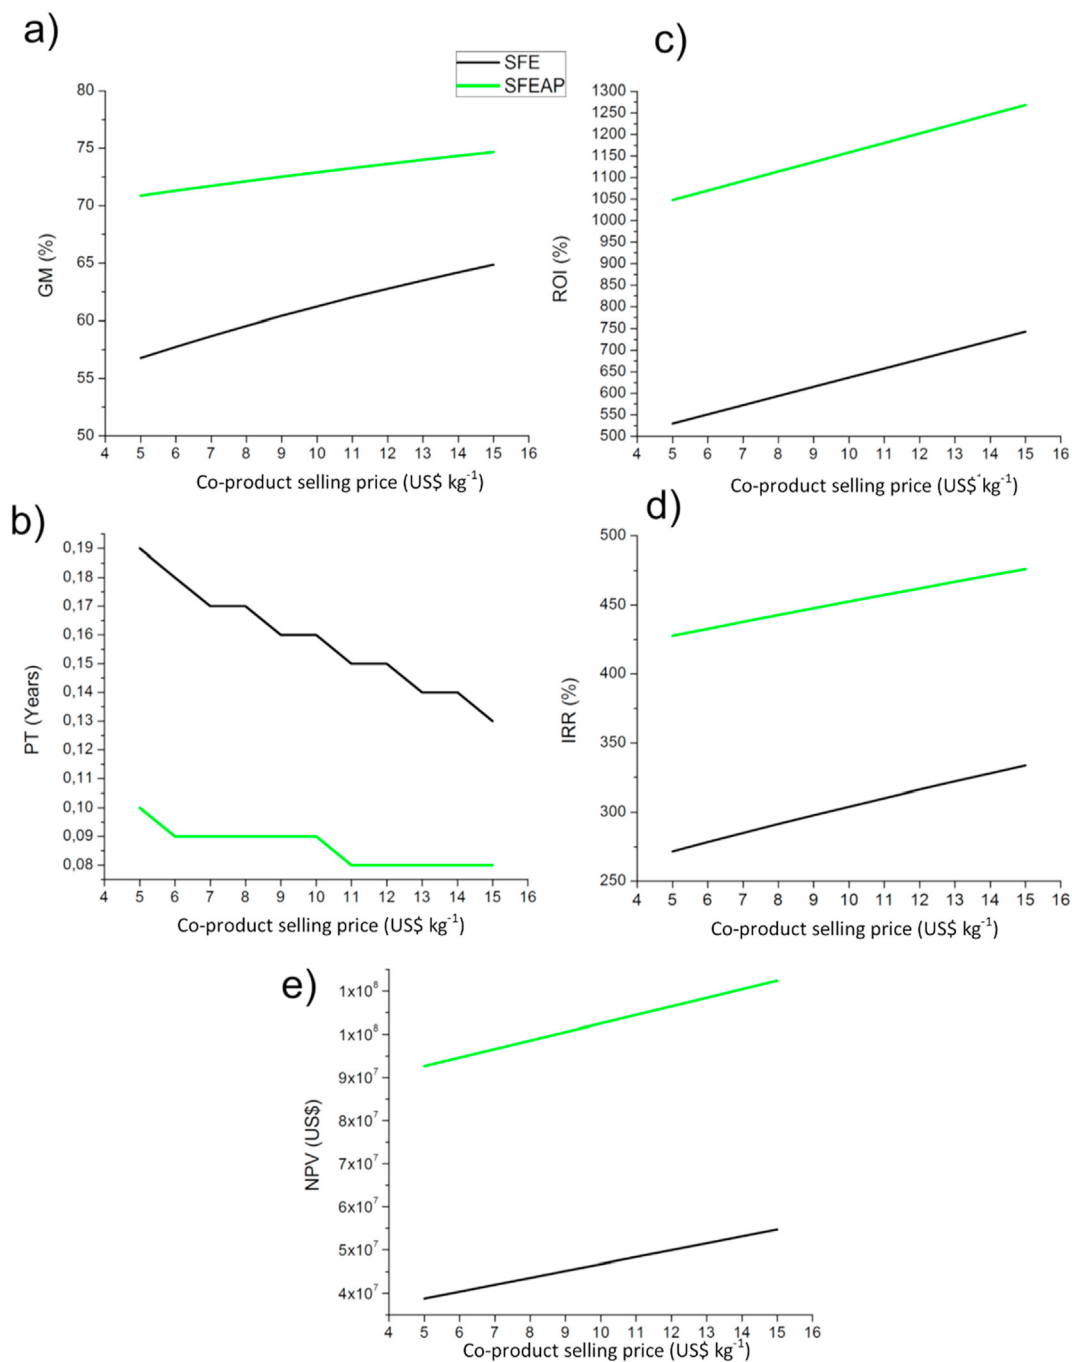 a)
SFE
SFEAP
80
75
70
65
60
55
50
GM (%)
4 5 6 7 8 9 10 11 12 13 14 15 16
Co-product selling price (US$ kg⁻¹)
c)
1300
1250
1200
1150
1100
1050
1000
950
900
850
800
750
700
650
600
550
500
ROI (%)
4 5 6 7 8 9 10 11 12 13 14 15 16
Co-product selling price (US$ kg⁻¹)
b)
0,19
0,18
0,17
0,16
0,15
0,14
0,13
0,12
0,11
0,10
0,09
0,08
PT (Years)
4 5 6 7 8 9 10 11 12 13 14 15 16
Co-product selling price (US$ kg⁻¹)
d)
500
450
400
350
300
250
IRR (%)
4 5 6 7 8 9 10 11 12 13 14 15 16
Co-product selling price (US$ kg⁻¹)
e)
1x10⁸
1x10⁸
9x10⁷
8x10⁷
7x10⁷
6x10⁷
5x10⁷
4x10⁷
NPV (US$)
4 5 6 7 8 9 10 11 12 13 14 15 16
Co-product selling price (US$ kg⁻¹)